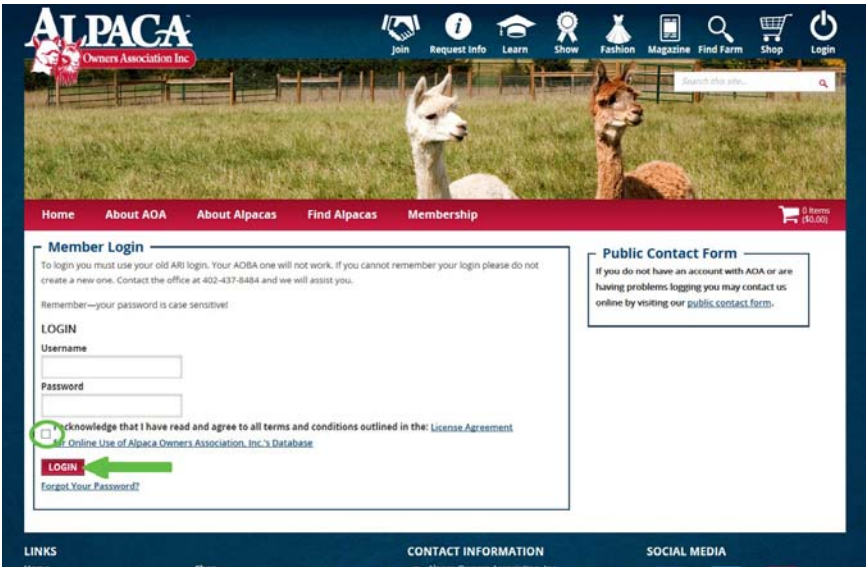 ALPACA
Owners Association Inc
Join Request Info Learn Show Fashion Magazine Find Farm Shop Login
Search this site...
Home About AOA About Alpacas Find Alpacas Membership
0 Items
($0.00)
Member Login
To login you must use your old ARI login. Your AOBA one will not work. If you cannot remember your login please do not
create a new one. Contact the office at 402-437-8484 and we will assist you.
Remember—your password is case sensitive!
LOGIN
Username
Password
acknowledge that I have read and agree to all terms and conditions outlined in the: License Agreement
for Online Use of Alpaca Owners Association, Inc.'s Database
LOGIN
Forgot Your Password?
Public Contact Form
If you do not have an account with AOA or are
having problems logging you may contact us
online by visiting our public contact form.
LINKS
CONTACT INFORMATION
SOCIAL MEDIA